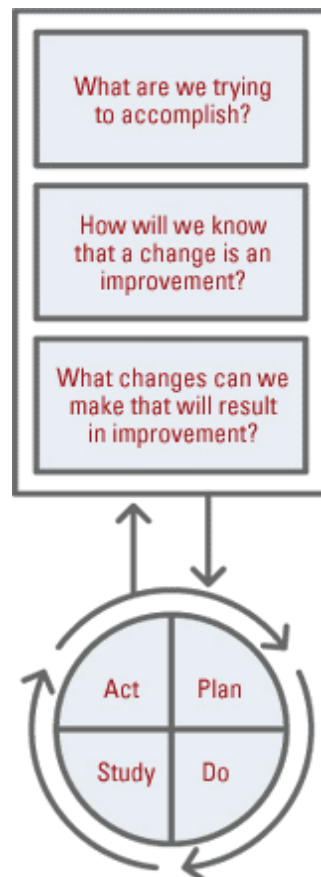 What are we trying
to accomplish?
How will we know
that a change is an
improvement?
What changes can we
make that will result
in improvement?
Act
Plan
Study
Do